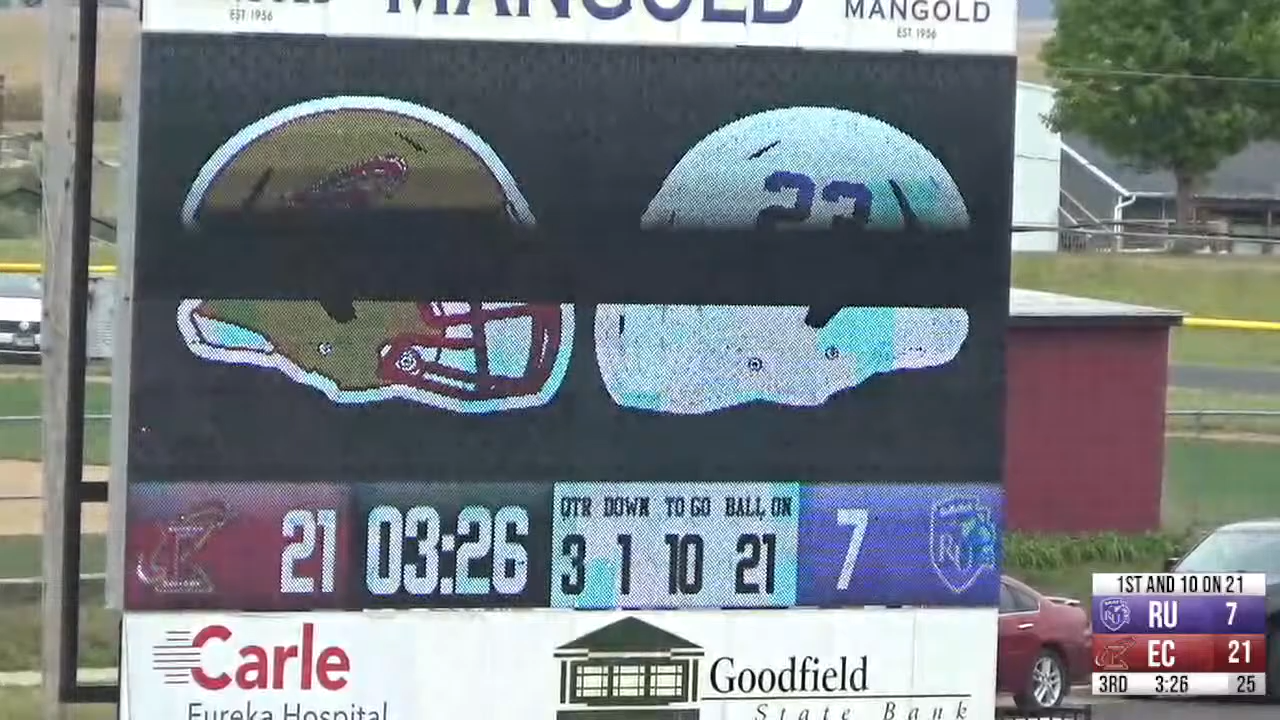 MANGOLD
EST 1956
MANGOLD
EST 1956
23
21
03:26
QTR DOWN TO GO BALL ON
3 1 10 21
7
RU
Carle
Eureka Hospital
Goodfield
State Bank
1ST AND 10 ON 21
RU 7
EC 21
3RD 3:26 25